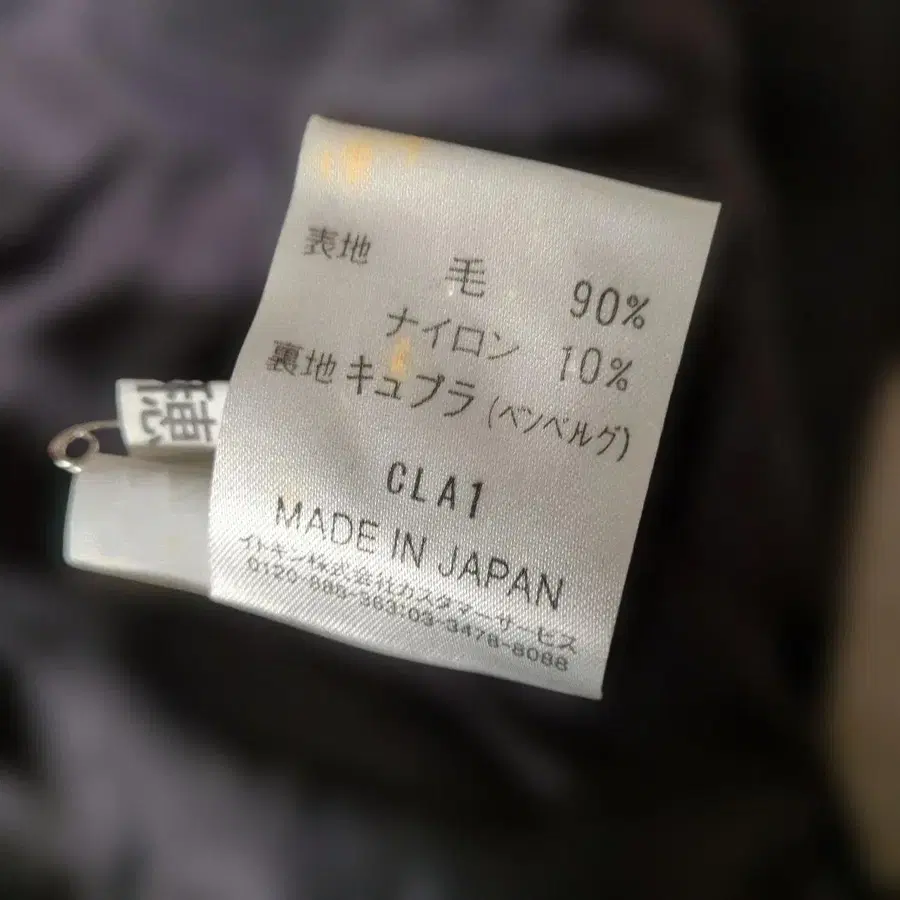 表地 毛 90%
ナイロン 10%
裏地 キュプラ (ベンベルグ)
CLA1
MADE IN JAPAN
イトキン株式会社カスタマーサービス
0120-888-363:03-3478-8088